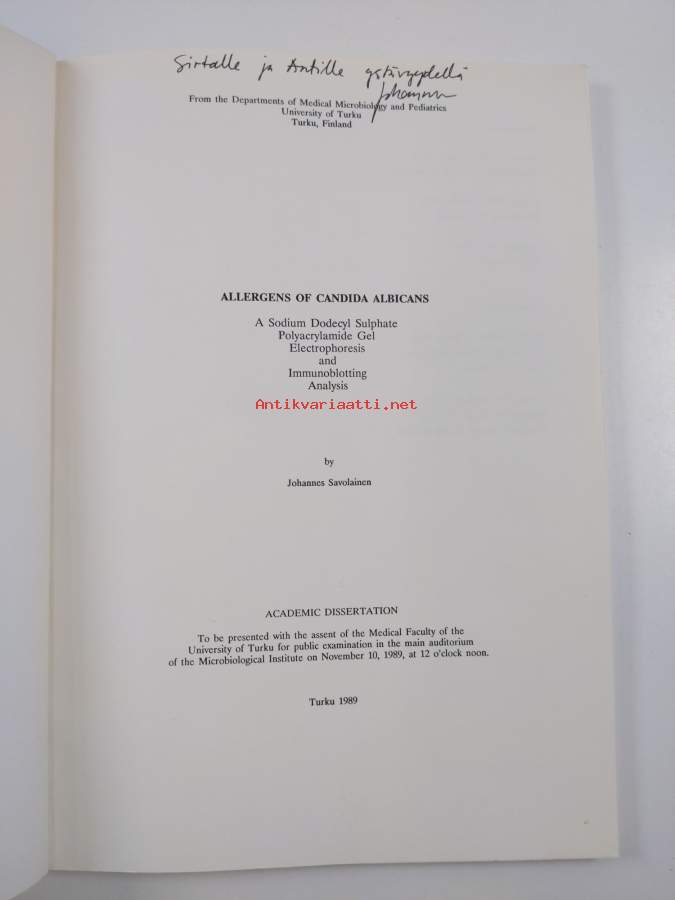 Sirkalle ja Antille ystävyydellä
Johannes
From the Departments of Medical Microbiology and Pediatrics
University of Turku
Turku, Finland
ALLERGENS OF CANDIDA ALBICANS
A Sodium Dodecyl Sulphate
Polyacrylamide Gel
Electrophoresis
and
Immunoblotting
Analysis
Antikvariaatti.net
by
Johannes Savolainen
ACADEMIC DISSERTATION
To be presented with the assent of the Medical Faculty of the
University of Turku for public examination in the main auditorium
of the Microbiological Institute on November 10, 1989, at 12 o'clock noon.
Turku 1989